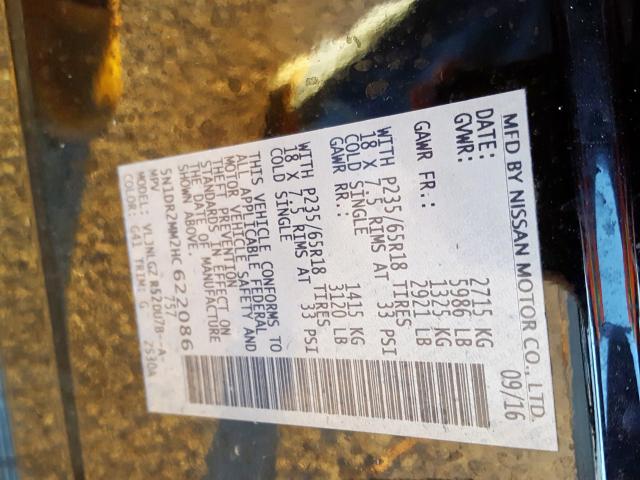 MFD BY NISSAN MOTOR CO., LTD.
DATE: 09/16
GVWR: 2715 KG
5986 LB
GAWR FR.: 1325 KG
2921 LB
WITH P235/65R18 TIRES
18 X 7.5 RIMS AT 33 PSI
COLD SINGLE
GAWR RR.: 1415 KG
3120 LB
WITH P235/65R18 TIRES
18 X 7.5 RIMS AT 33 PSI
COLD SINGLE
THIS VEHICLE CONFORMS TO
ALL APPLICABLE FEDERAL
MOTOR VEHICLE SAFETY AND
THEFT PREVENTION
STANDARDS IN EFFECT ON
THE DATE OF MANUFACTURE
SHOWN ABOVE.
5N1DR2MM2HC622086
MPV 757
MODEL:
COLOR: GA1 TRIM: G